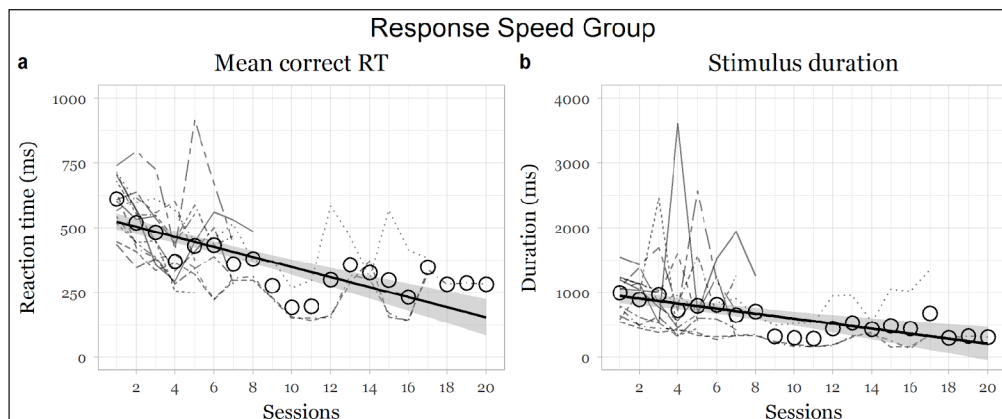 Response Speed Group
a Mean correct RT
b Stimulus duration
Reaction time (ms)
1000
750
500
250
0
2 4 6 8 10 12 14 16 18 20
Sessions
Duration (ms)
4000
3000
2000
1000
0
2 4 6 8 10 12 14 16 18 20
Sessions